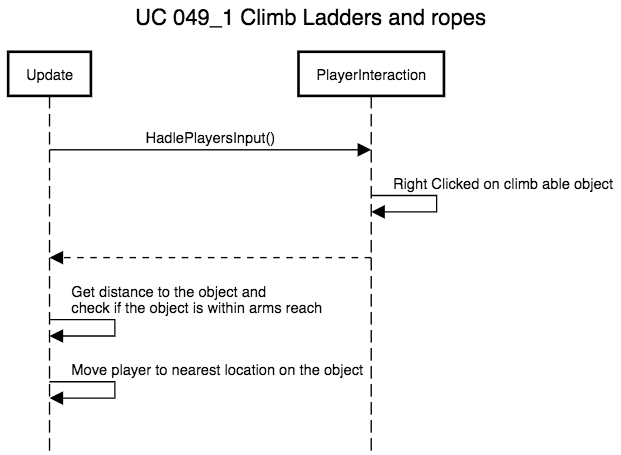 UC 049_1 Climb Ladders and ropes
Update
PlayerInteraction
HadlePlayersInput()
Right Clicked on climb able object
Get distance to the object and
check if the object is within arms reach
Move player to nearest location on the object